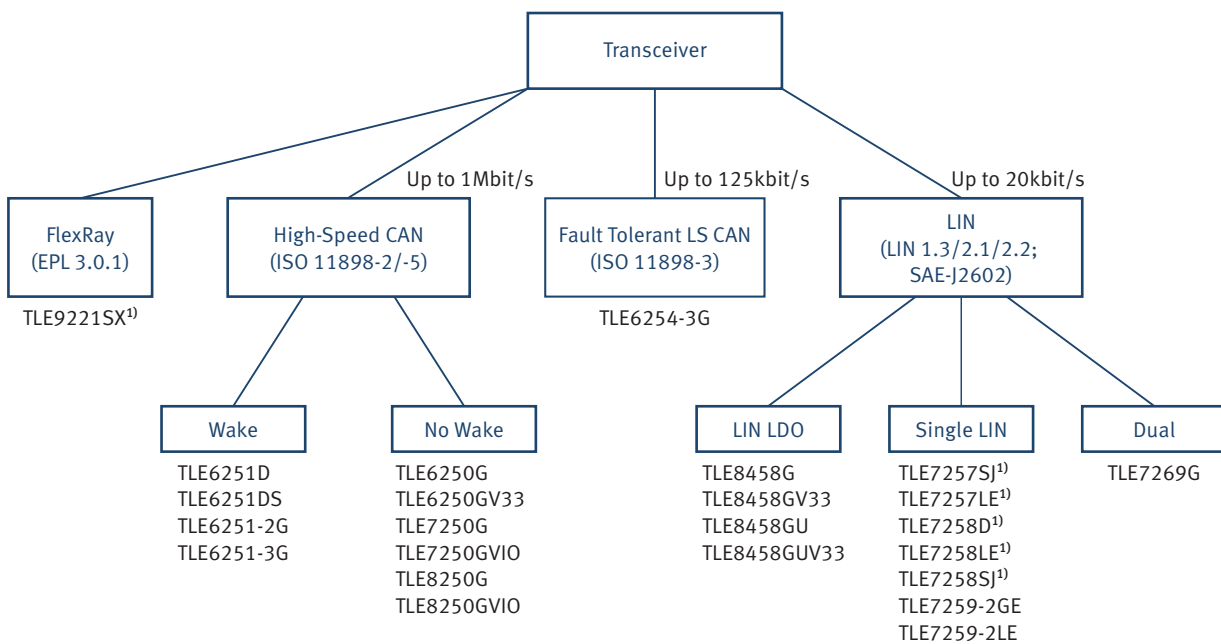 Transceiver
Up to 1Mbit/s
Up to 125kbit/s
Up to 20kbit/s
FlexRay
(EPL 3.0.1)
High-Speed CAN
(ISO 11898-2/-5)
Fault Tolerant LS CAN
(ISO 11898-3)
LIN
(LIN 1.3/2.1/2.2;
SAE-J2602)
TLE9221SX¹⁾
TLE6254-3G
Wake
TLE6251D
TLE6251DS
TLE6251-2G
TLE6251-3G
No Wake
TLE6250G
TLE6250GV33
TLE7250G
TLE7250GVIO
TLE8250G
TLE8250GVIO
LIN LDO
TLE8458G
TLE8458GV33
TLE8458GU
TLE8458GUV33
Single LIN
TLE7257SJ¹⁾
TLE7257LE¹⁾
TLE7258D¹⁾
TLE7258LE¹⁾
TLE7258SJ¹⁾
TLE7259-2GE
TLE7259-2LE
Dual
TLE7269G